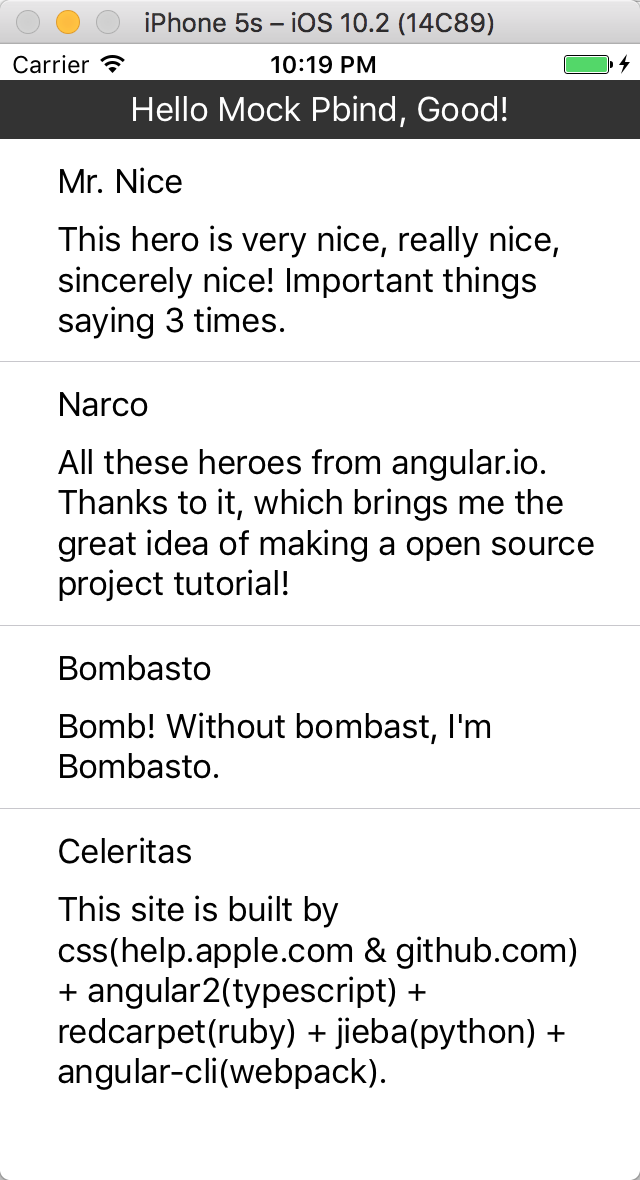 iPhone 5s – iOS 10.2 (14C89)
Carrier 10:19 PM
Hello Mock Pbind, Good!
Mr. Nice
This hero is very nice, really nice,
sincerely nice! Important things
saying 3 times.
Narco
All these heroes from angular.io.
Thanks to it, which brings me the
great idea of making a open source
project tutorial!
Bombasto
Bomb! Without bombast, I'm
Bombasto.
Celeritas
This site is built by
css(help.apple.com & github.com)
+ angular2(typescript) +
redcarpet(ruby) + jieba(python) +
angular-cli(webpack).